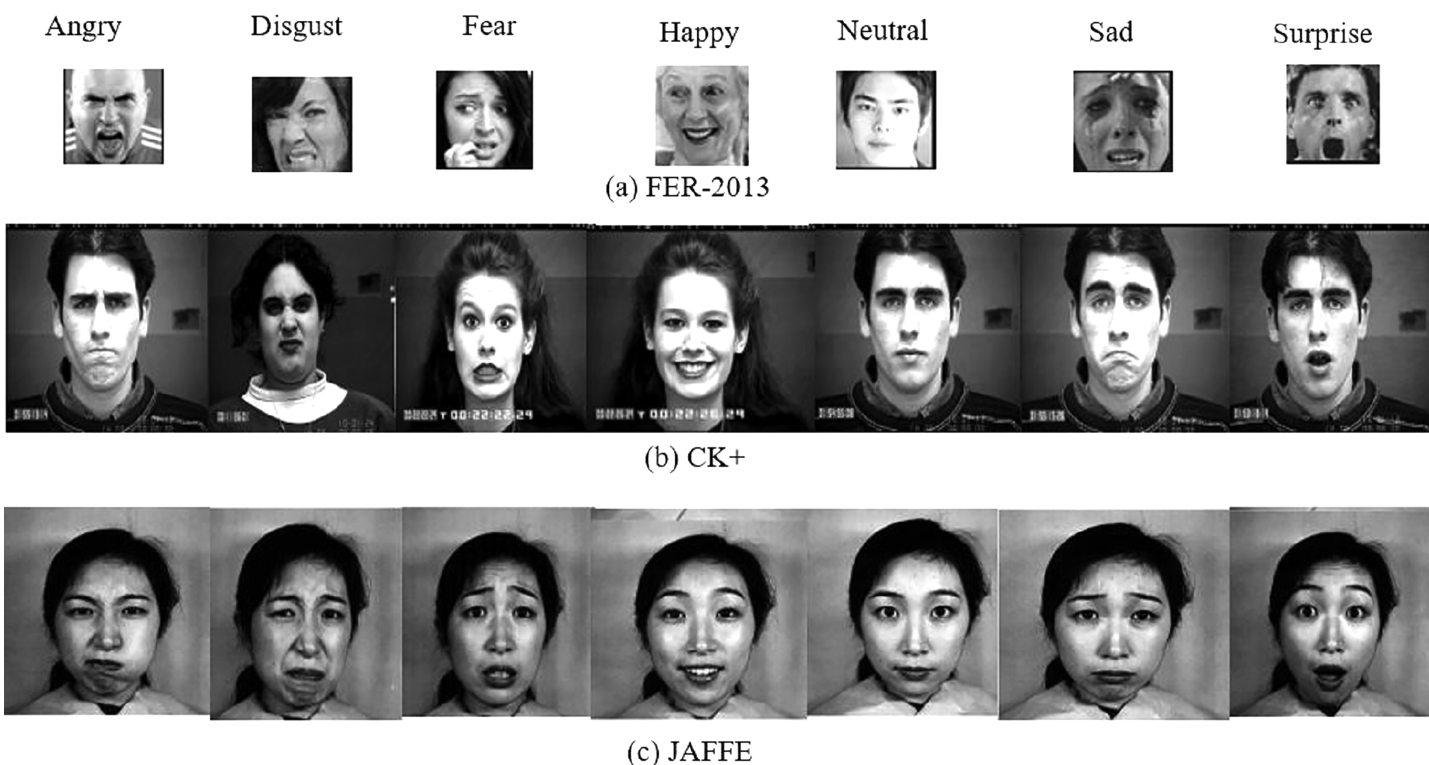 Angry Disgust Fear Happy Neutral Sad Surprise
(a) FER-2013
(b) CK+
(c) JAFFE